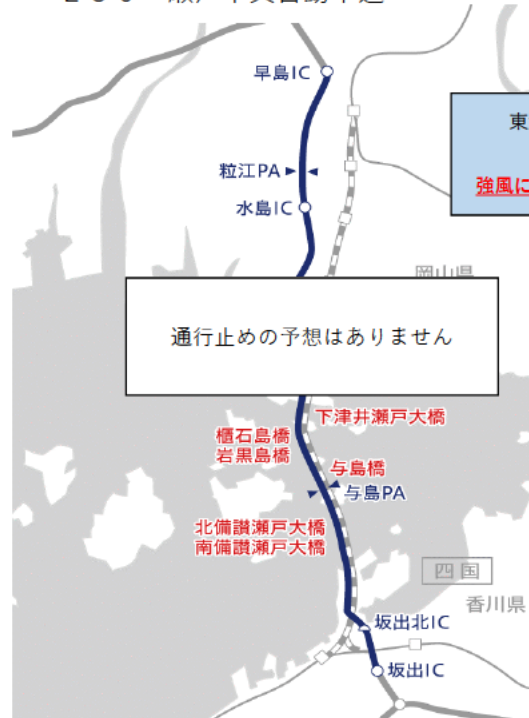 早島IC
東
粒江PA
強風に
水島IC
岡山県
通行止めの予想はありません
下津井瀬戸大橋
櫃石島橋
岩黒島橋
与島橋
与島PA
北備讃瀬戸大橋
南備讃瀬戸大橋
四国
香川県
坂出北IC
坂出IC